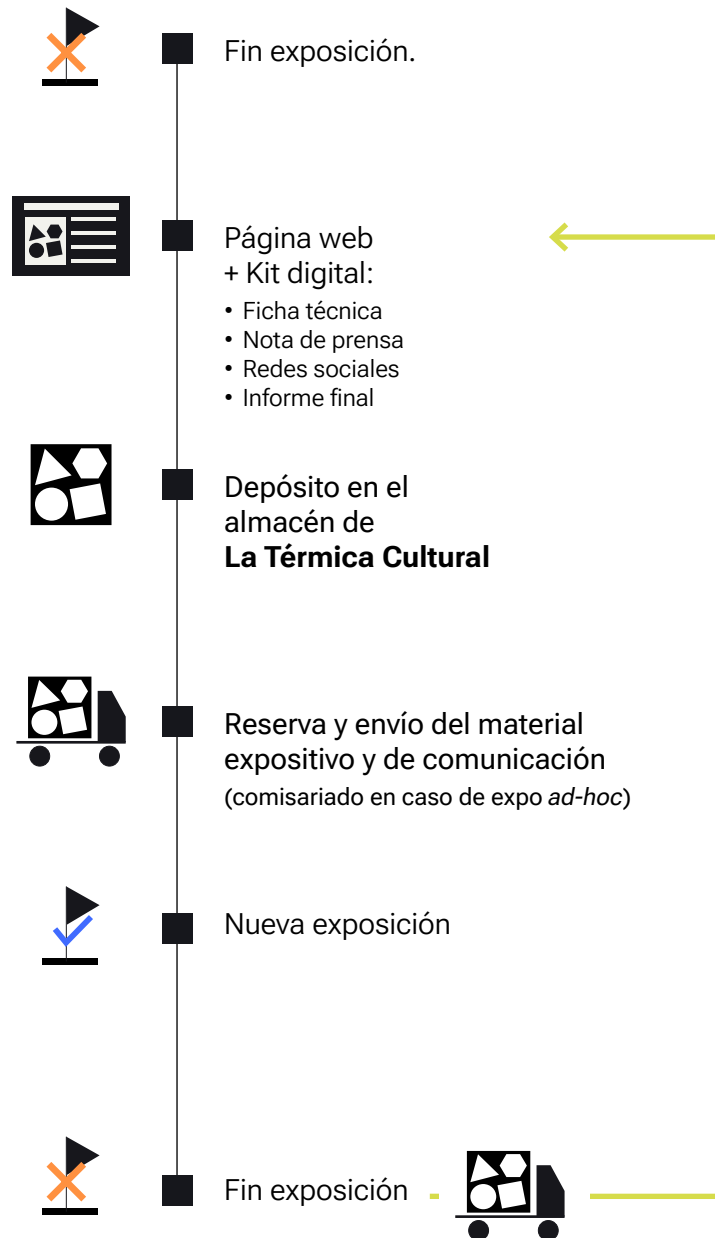 Fin exposición.
Página web
+ Kit digital:
• Ficha técnica
• Nota de prensa
• Redes sociales
• Informe final
Depósito en el
almacén de
La Térmica Cultural
Reserva y envío del material
expositivo y de comunicación
(comisariado en caso de expo ad-hoc)
Nueva exposición
Fin exposición